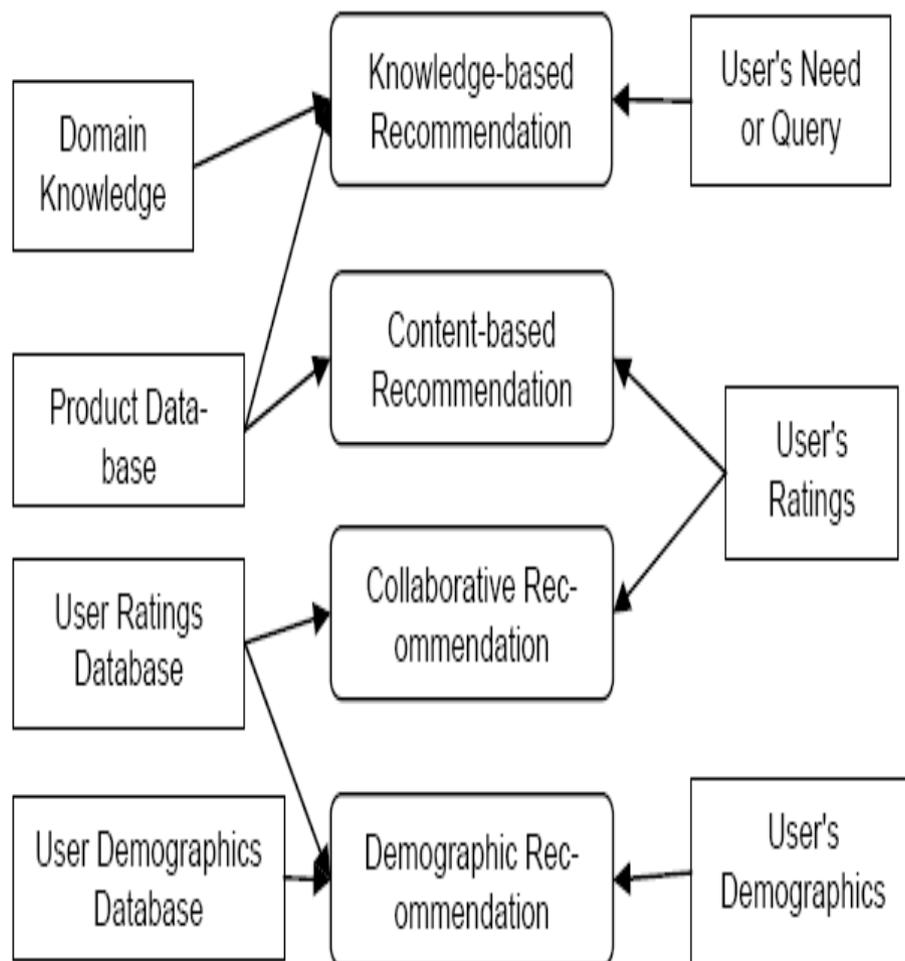 Knowledge-based
Recommendation
User's Need
or Query
Domain
Knowledge
Content-based
Recommendation
Product Data-
base
User's
Ratings
Collaborative Rec-
ommendation
User Ratings
Database
User Demographics
Database
Demographic Rec-
ommendation
User's
Demographics